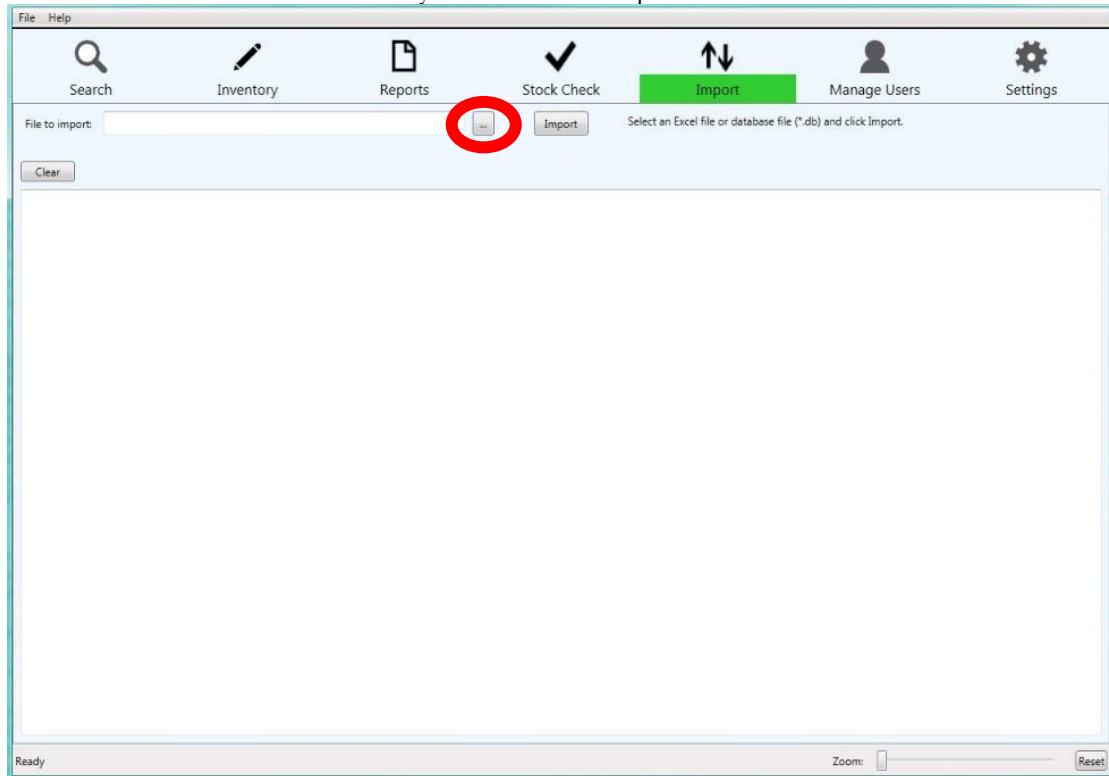 File Help
Search Inventory Reports Stock Check Import Manage Users Settings
File to import: ... Import Select an Excel file or database file (*.db) and click Import.
Clear
Ready Zoom: Reset